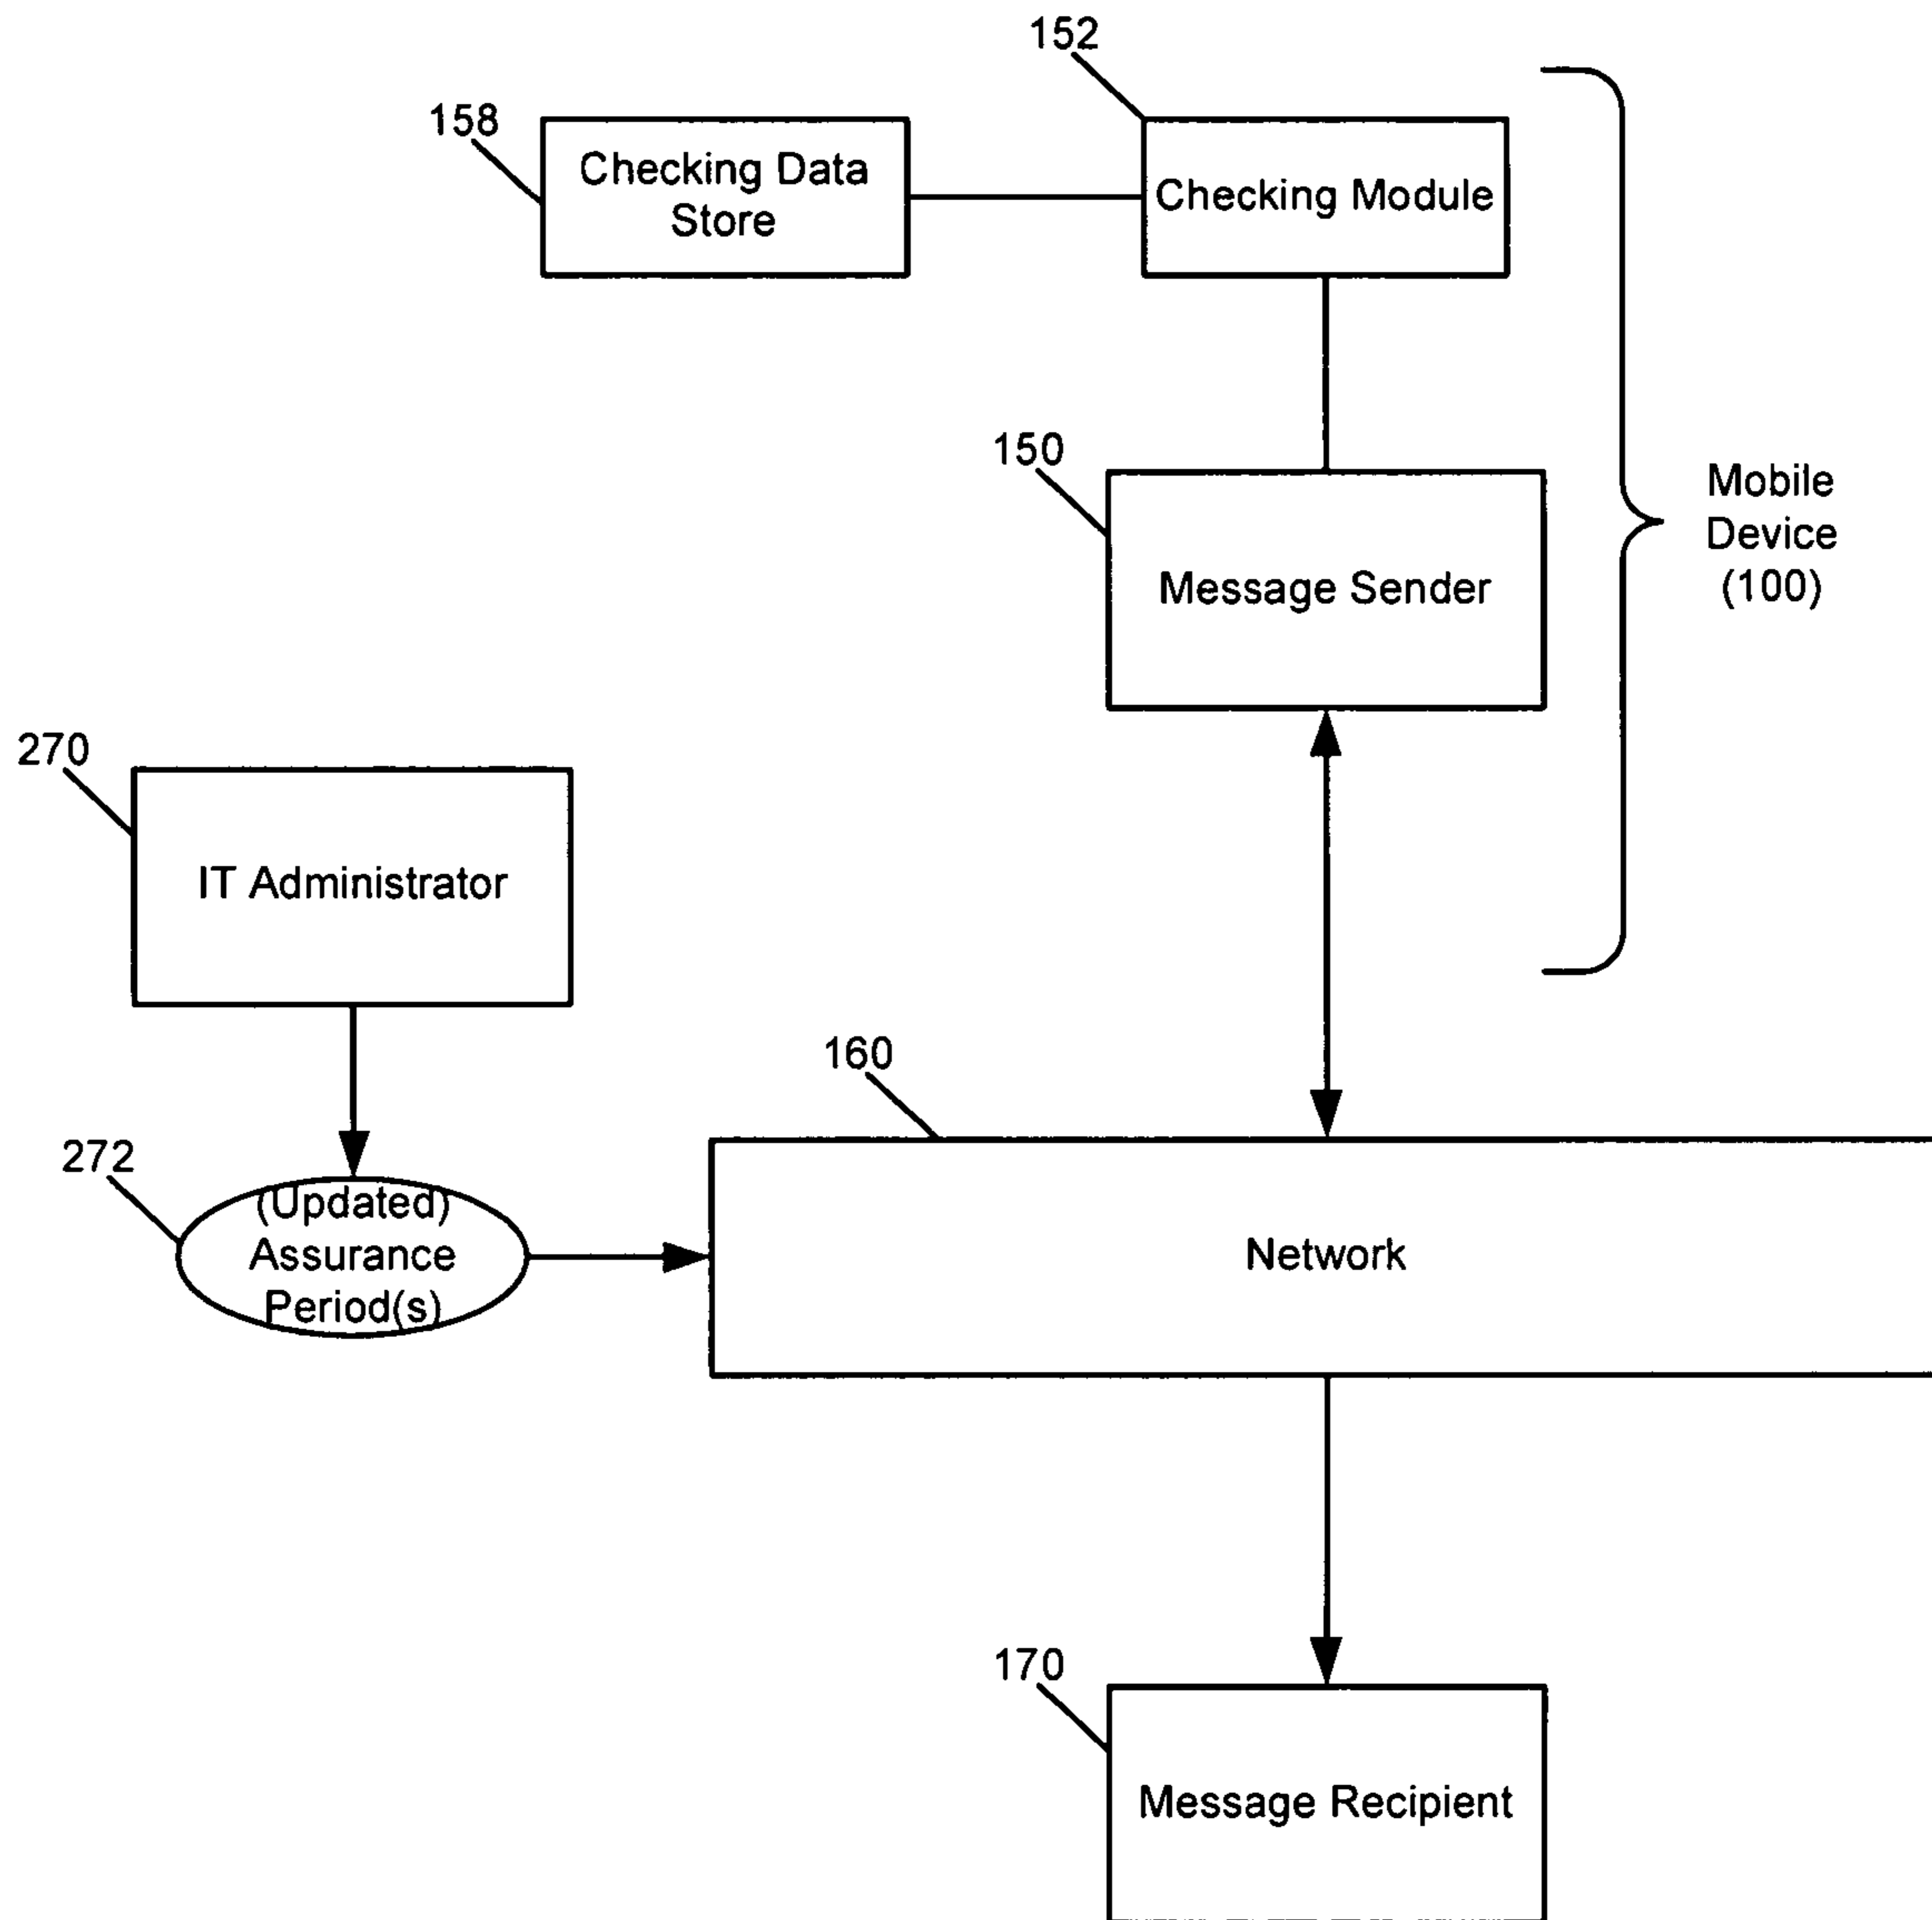 152
158
Checking Data
Store
Checking Module
150
Message Sender
Mobile
Device
(100)
270
IT Administrator
160
272
(Updated)
Assurance
Period(s)
Network
170
Message Recipient